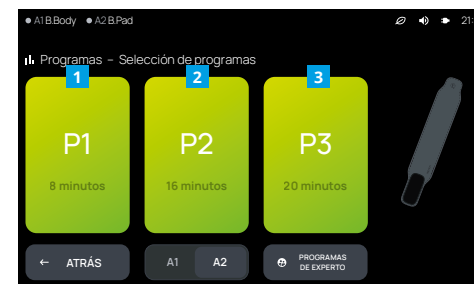 A1 B.Body A2 B.Pad 21:
Programas – Selección de programas
1 2 3
P1 P2 P3
8 minutos 16 minutos 20 minutos
← ATRÁS A1 A2 PROGRAMAS
DE EXPERTO